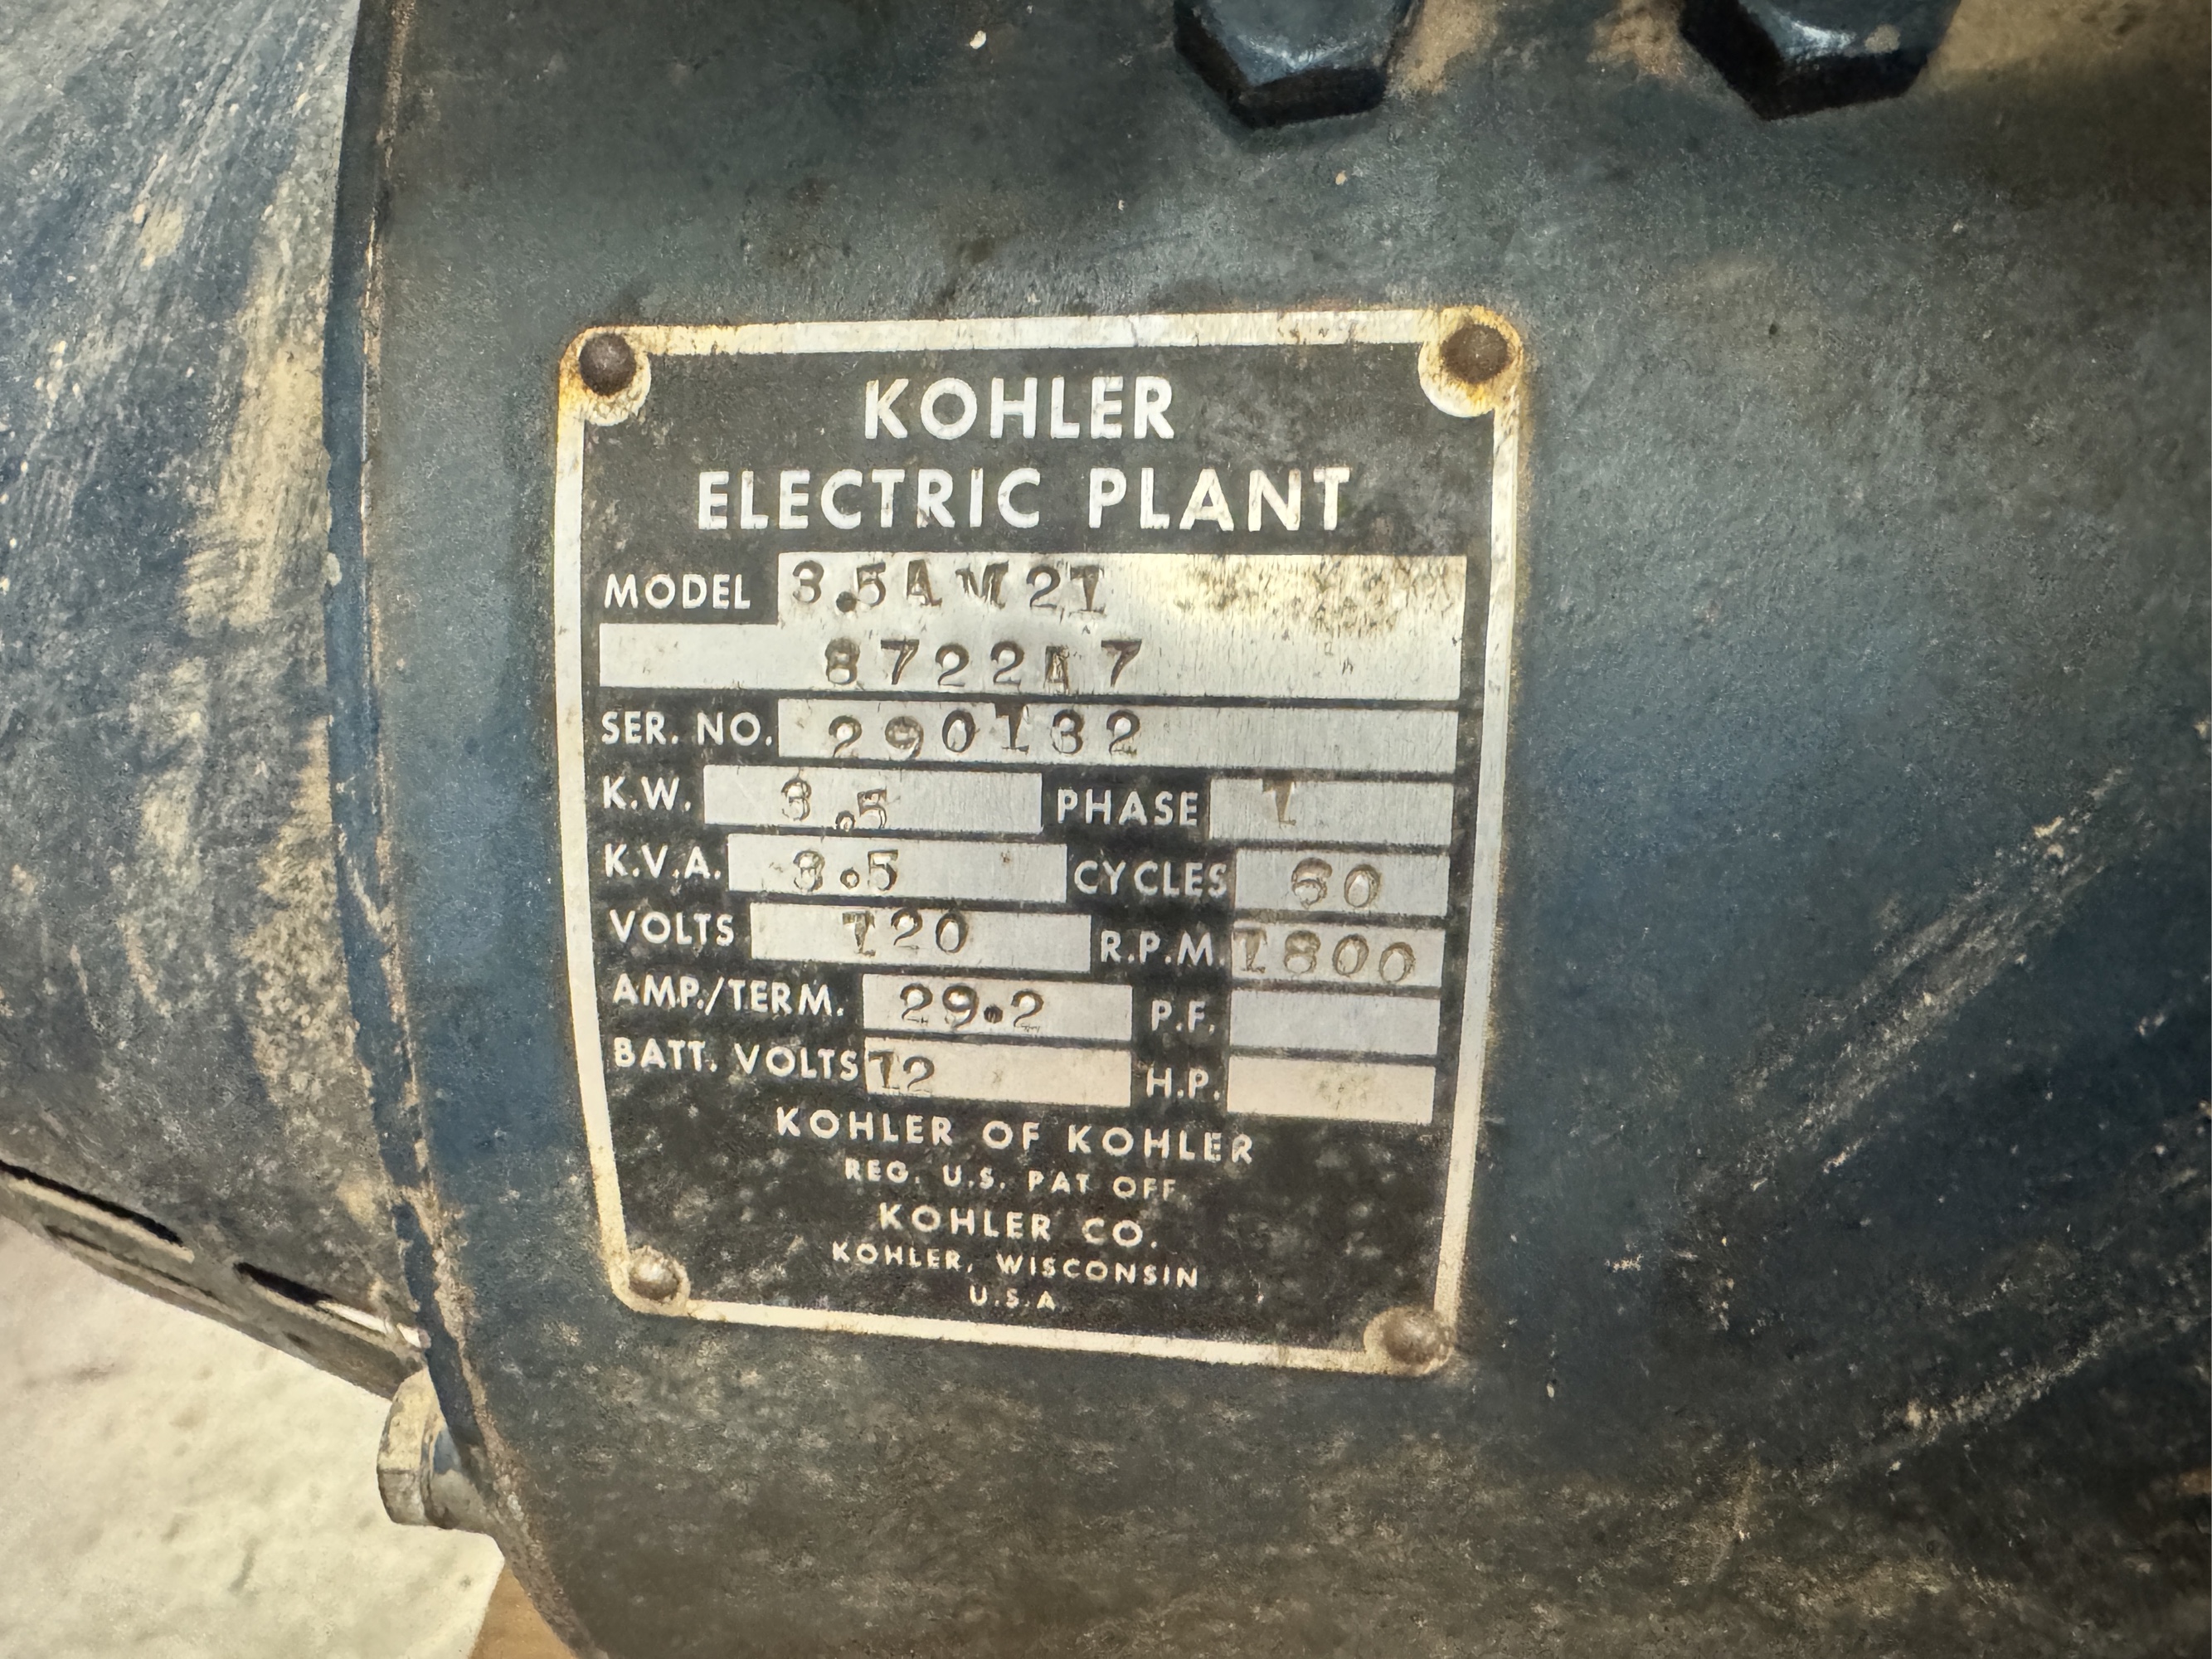 KOHLER
ELECTRIC PLANT
MODEL 3.5AM21
8722A7
SER. NO. 290132
K.W. 3.5 PHASE 1
K.V.A. 3.5 CYCLES 60
VOLTS 120 R.P.M. 1800
AMP./TERM. 29.2 P.F.
BATT. VOLTS 12 H.P.
KOHLER OF KOHLER
REG. U.S. PAT OFF.
KOHLER CO.
KOHLER, WISCONSIN
U.S.A